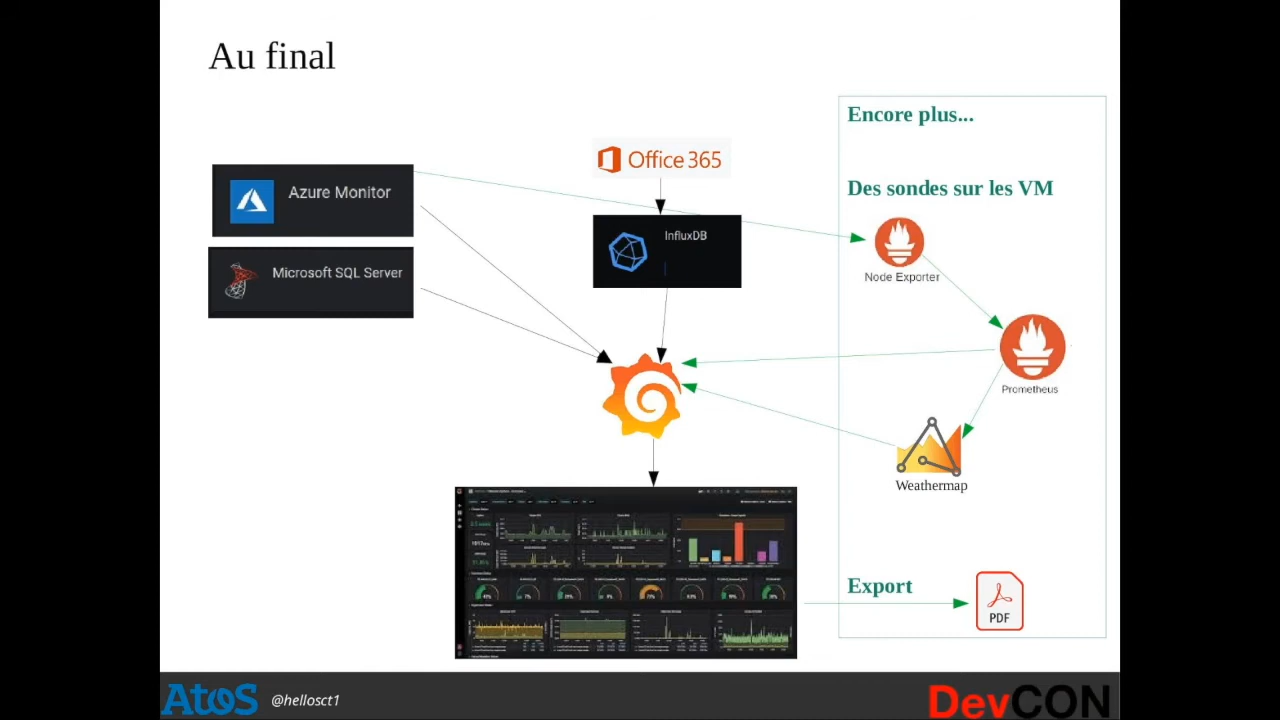 Au final
Encore plus...
Office 365
Azure Monitor
Des sondes sur les VM
InfluxDB
Microsoft SQL Server
Node Exporter
Prometheus
Weathermap
Export
PDF
Atos
@hellosct1
DevCON